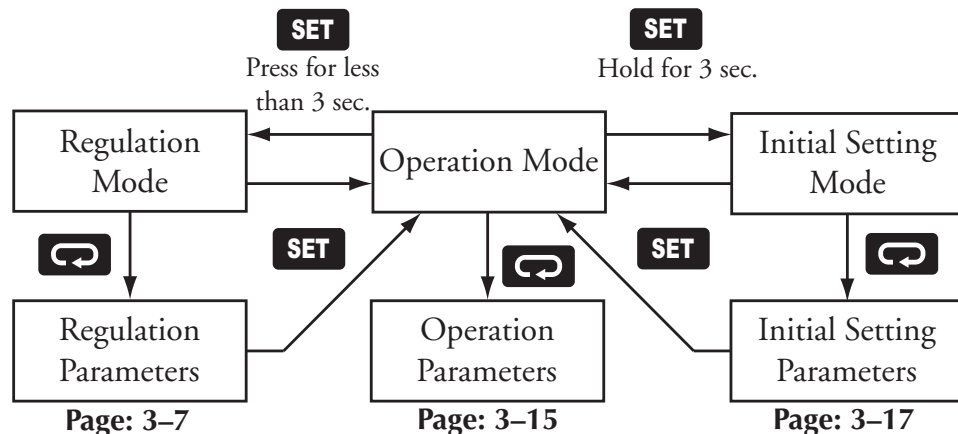 SET
Press for less
than 3 sec.
SET
Hold for 3 sec.
Regulation
Mode
Operation Mode
Initial Setting
Mode
SET
SET
Regulation
Parameters
Operation
Parameters
Initial Setting
Parameters
Page: 3–7
Page: 3–15
Page: 3–17